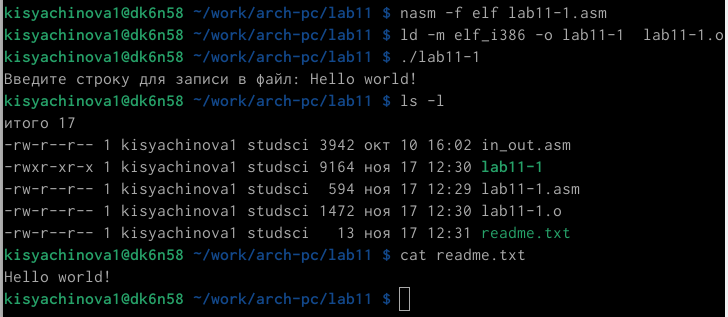 kisyachinova1@dk6n58 ~/work/arch-pc/lab11 $ nasm -f elf lab11-1.asm
kisyachinova1@dk6n58 ~/work/arch-pc/lab11 $ ld -m elf_i386 -o lab11-1  lab11-1.o
kisyachinova1@dk6n58 ~/work/arch-pc/lab11 $ ./lab11-1
Введите строку для записи в файл: Hello world!
kisyachinova1@dk6n58 ~/work/arch-pc/lab11 $ ls -l
итого 17
-rw-r--r-- 1 kisyachinova1 studsci 3942 окт 10 16:02 in_out.asm
-rwxr-xr-x 1 kisyachinova1 studsci 9164 ноя 17 12:30 lab11-1
-rw-r--r-- 1 kisyachinova1 studsci  594 ноя 17 12:29 lab11-1.asm
-rw-r--r-- 1 kisyachinova1 studsci 1472 ноя 17 12:30 lab11-1.o
-rw-r--r-- 1 kisyachinova1 studsci   13 ноя 17 12:31 readme.txt
kisyachinova1@dk6n58 ~/work/arch-pc/lab11 $ cat readme.txt
Hello world!
kisyachinova1@dk6n58 ~/work/arch-pc/lab11 $